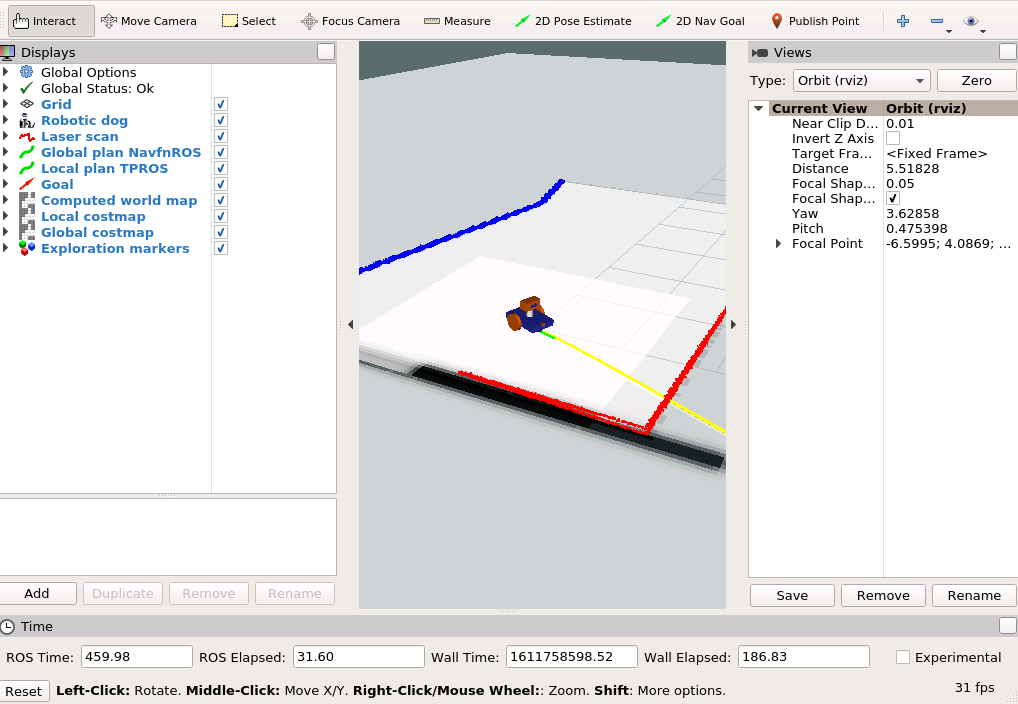 Interact Move Camera Select Focus Camera Measure 2D Pose Estimate 2D Nav Goal Publish Point
Displays
Global Options
Global Status: Ok
Grid
Robotic dog
Laser scan
Global plan NavfnROS
Local plan TPROS
Goal
Computed world map
Local costmap
Global costmap
Exploration markers
Add Duplicate Remove Rename
Views
Type: Orbit (rviz) Zero
Current View Orbit (rviz)
Near Clip D... 0.01
Invert Z Axis
Target Fra... <Fixed Frame>
Distance 5.51828
Focal Shap... 0.05
Focal Shap...
Yaw 3.62858
Pitch 0.475398
Focal Point -6.5995; 4.0869; ...
Save Remove Rename
Time
ROS Time: 459.98 ROS Elapsed: 31.60 Wall Time: 1611758598.52 Wall Elapsed: 186.83 Experimental
Reset Left-Click: Rotate. Middle-Click: Move X/Y. Right-Click/Mouse Wheel:: Zoom. Shift: More options. 31 fps